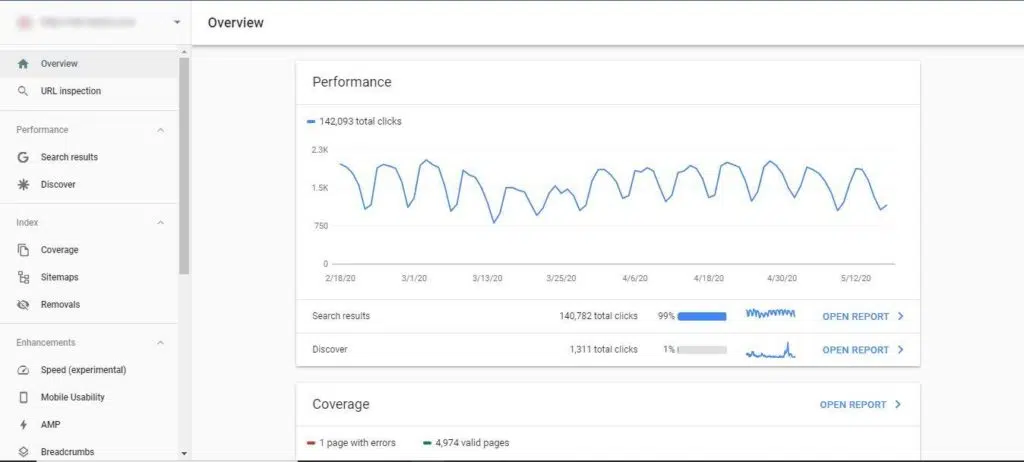 Overview
Overview
URL inspection
Performance
Search results
Discover
Index
Coverage
Sitemaps
Removals
Enhancements
Speed (experimental)
Mobile Usability
AMP
Breadcrumbs
Performance
142,093 total clicks
2.3K
1.5K
750
0
2/18/20 3/1/20 3/13/20 3/25/20 4/6/20 4/18/20 4/30/20 5/12/20
Search results 140,782 total clicks 99% OPEN REPORT
Discover 1,311 total clicks 1% OPEN REPORT
Coverage OPEN REPORT
1 page with errors 4,974 valid pages